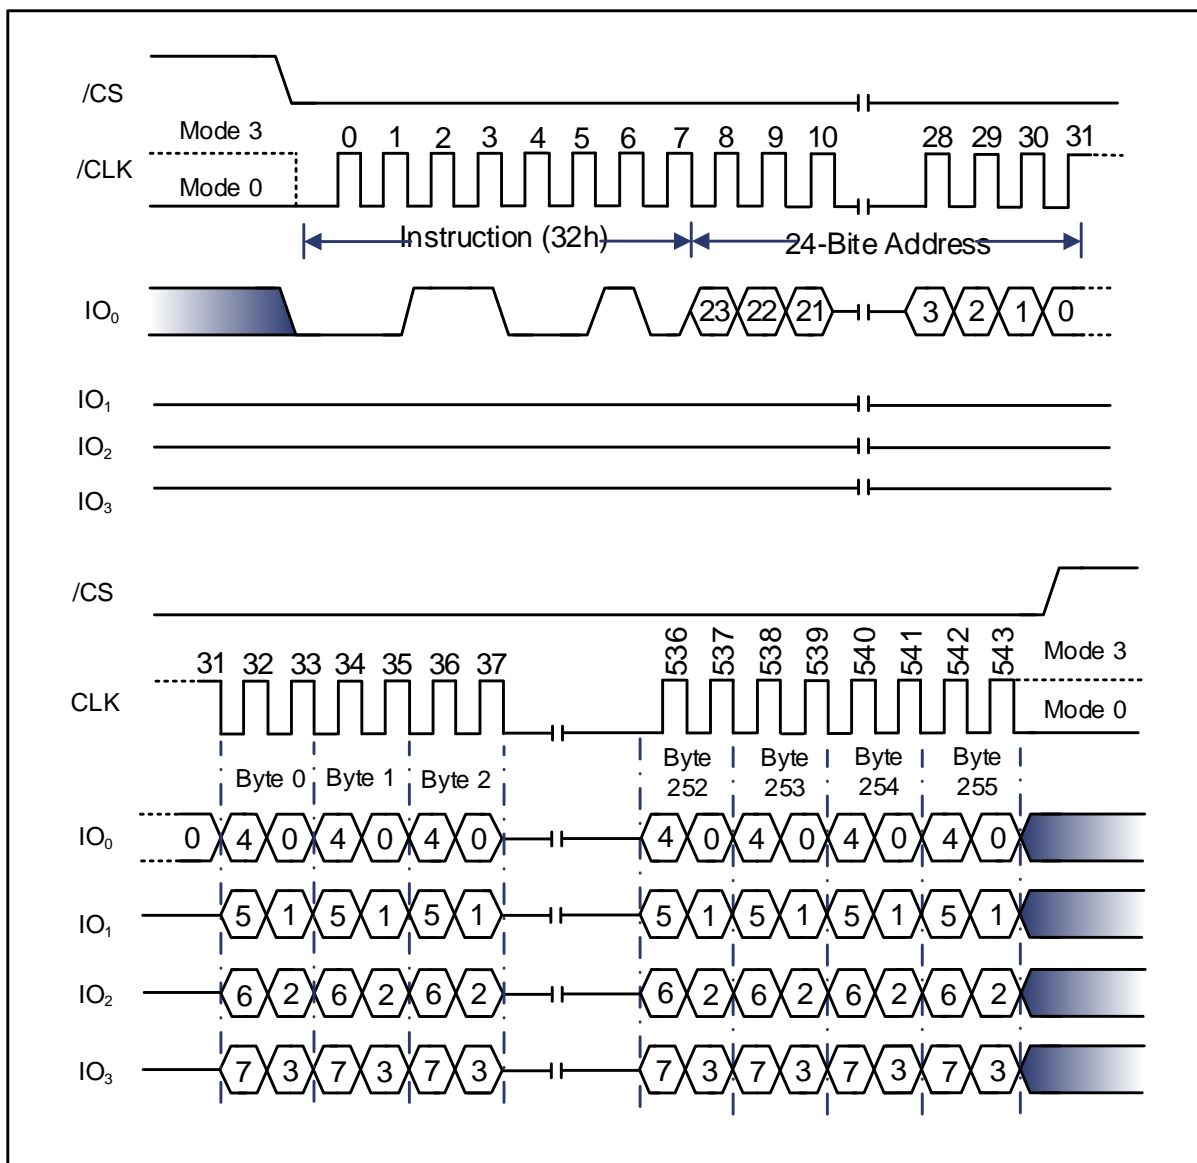 /CS
Mode 3
0 1 2 3 4 5 6 7 8 9 10 28 29 30 31
/CLK
Mode 0
Instruction (32h) 24-Bite Address
IO0 23 22 21 3 2 1 0
IO1
IO2
IO3
/CS
31 32 33 34 35 36 37 536 537 538 539 540 541 542 543 Mode 3
CLK Mode 0
Byte 0 Byte 1 Byte 2 Byte 252 Byte 253 Byte 254 Byte 255
IO0 0 4 0 4 0 4 0 4 0 4 0 4 0 4 0
IO1 5 1 5 1 5 1 5 1 5 1 5 1 5 1
IO2 6 2 6 2 6 2 6 2 6 2 6 2 6 2
IO3 7 3 7 3 7 3 7 3 7 3 7 3 7 3